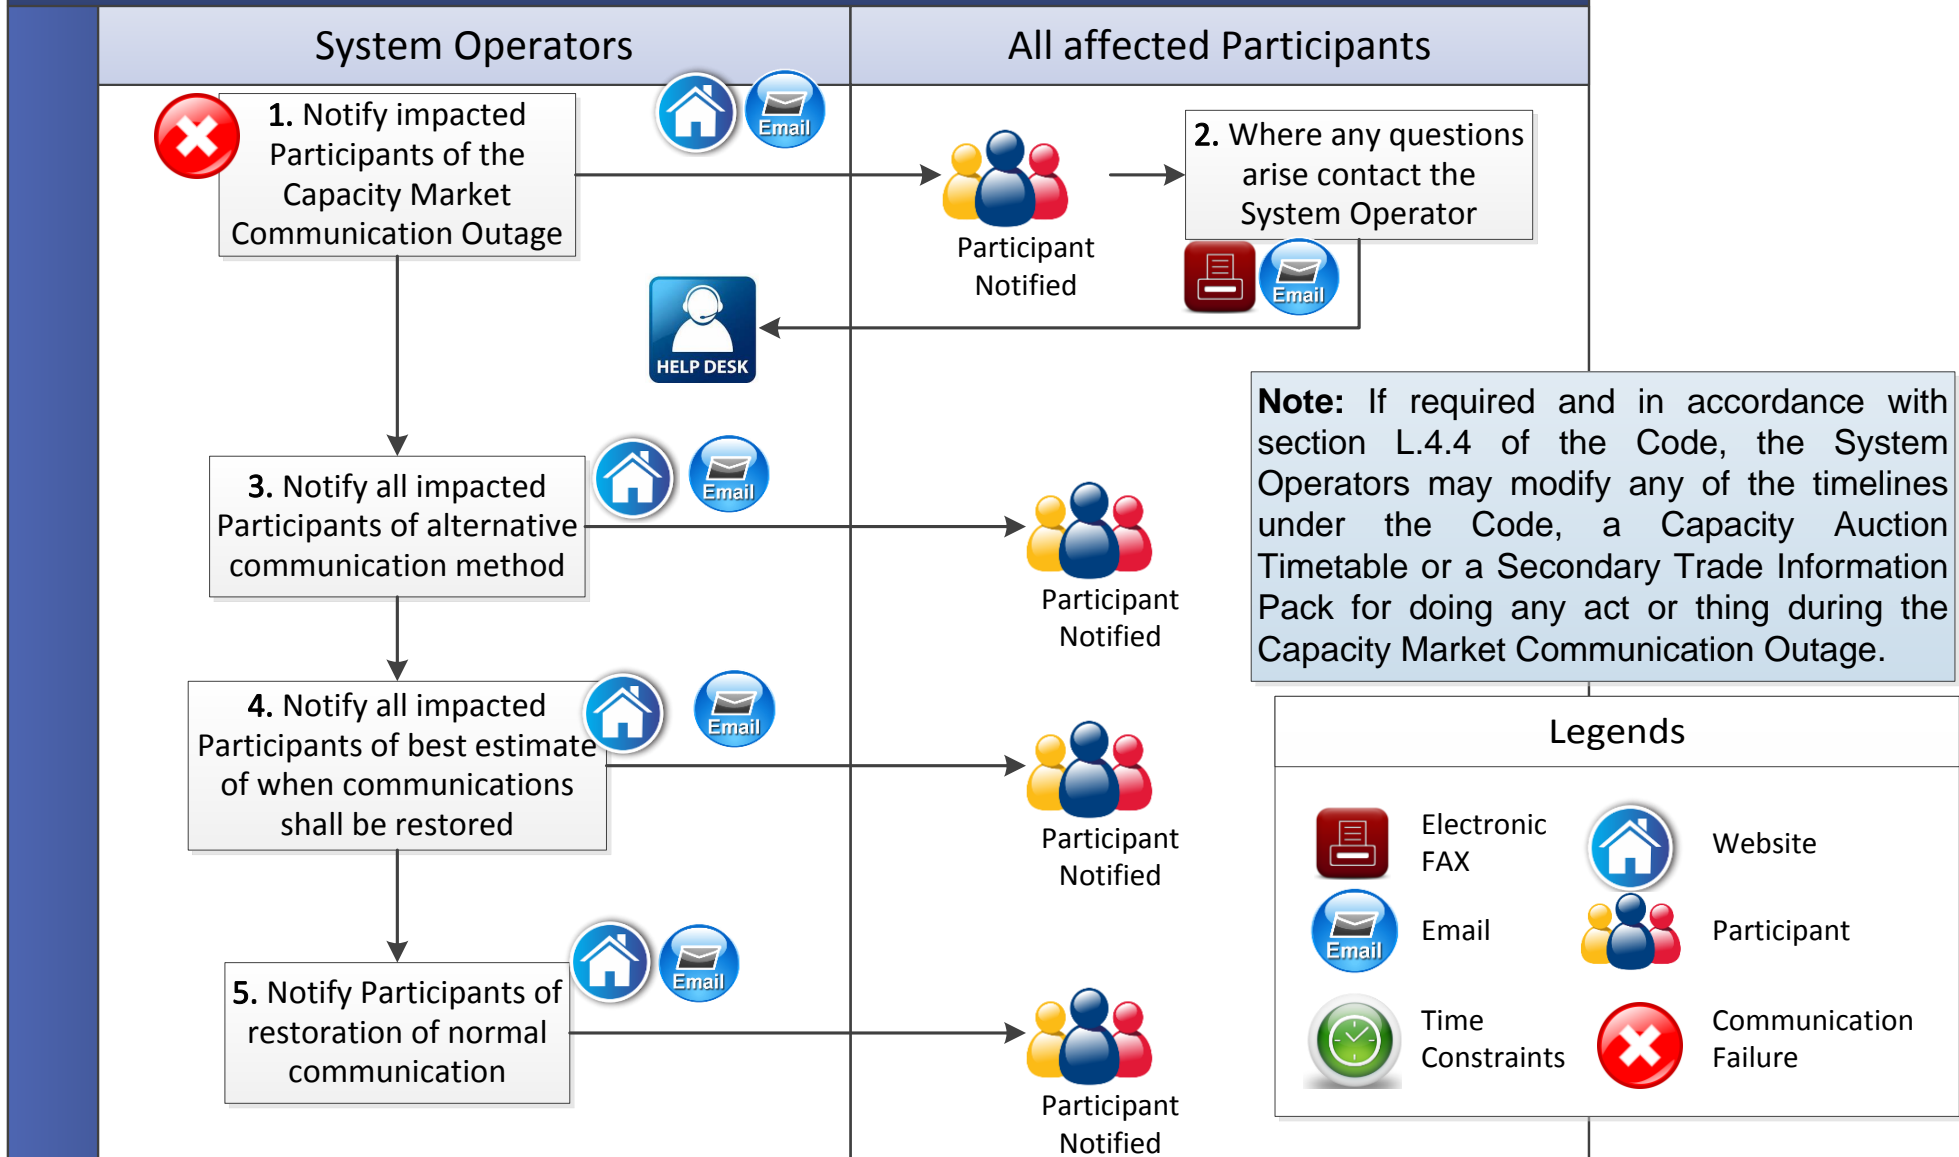 System Operators
All affected Participants
1. Notify impacted
Participants of the
Capacity Market
Communication Outage
Email
Participant
Notified
2. Where any questions
arise contact the
System Operator
Email
HELP DESK
3. Notify all impacted
Participants of alternative
communication method
Email
Participant
Notified
Note: If required and in accordance with
section L.4.4 of the Code, the System
Operators may modify any of the timelines
under the Code, a Capacity Auction
Timetable or a Secondary Trade Information
Pack for doing any act or thing during the
Capacity Market Communication Outage.
4. Notify all impacted
Participants of best estimate
of when communications
shall be restored
Email
Participant
Notified
5. Notify Participants of
restoration of normal
communication
Email
Participant
Notified
Legends
Electronic
FAX
Website
Email
Email
Participant
Time
Constraints
Communication
Failure